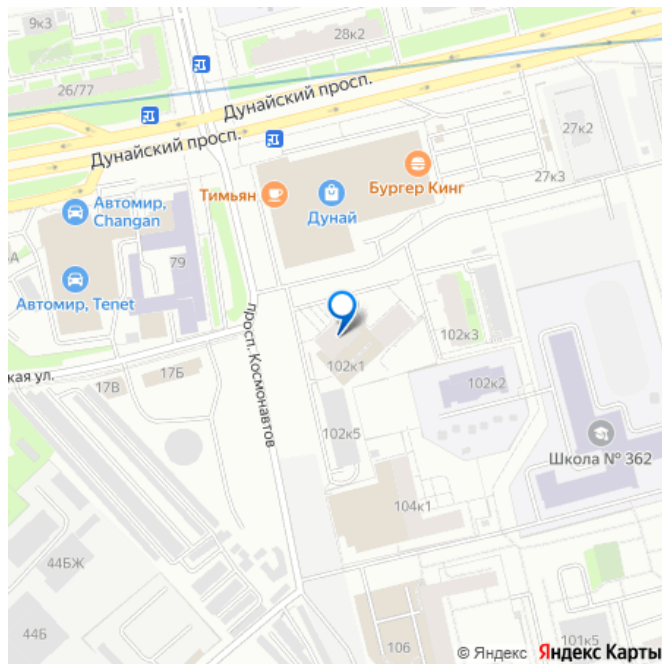 9к3
28к2
26/77
Дунайский просп.
Дунайский просп.
27к2
27к3
Тимьян
Бургер Кинг
Дунай
Автомир,
Changan
79
Автомир, Tenet
просп. Космонавтов
102к3
кая ул.
17В
17Б
102к1
102к2
102к5
Школа № 362
104к1
44БЖ
44Б
106
101к5
© Яндекс Яндекс Карты